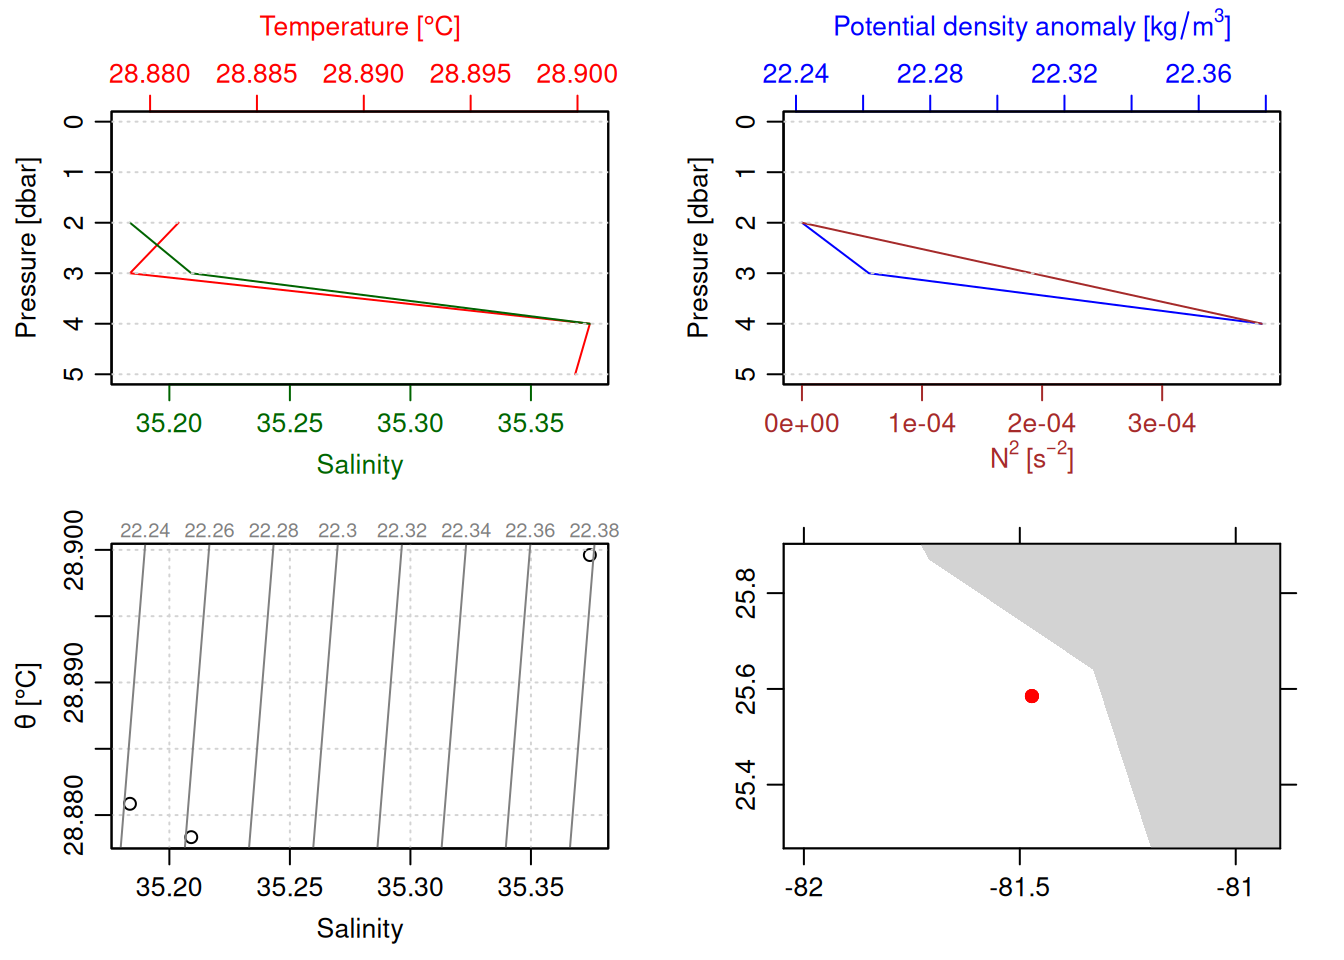 Temperature [°C]
28.880 28.885 28.890 28.895 28.900
0
1
2
3
4
5
Pressure [dbar]
35.20 35.25 35.30 35.35
Salinity
Potential density anomaly [kg/m³]
22.24 22.28 22.32 22.36
0
1
2
3
4
5
Pressure [dbar]
0e+00 1e-04 2e-04 3e-04
N² [s⁻²]
22.24 22.26 22.28 22.3 22.32 22.34 22.36 22.38
28.900
28.890
28.880
θ [°C]
35.20 35.25 35.30 35.35
Salinity
25.8
25.6
25.4
-82 -81.5 -81